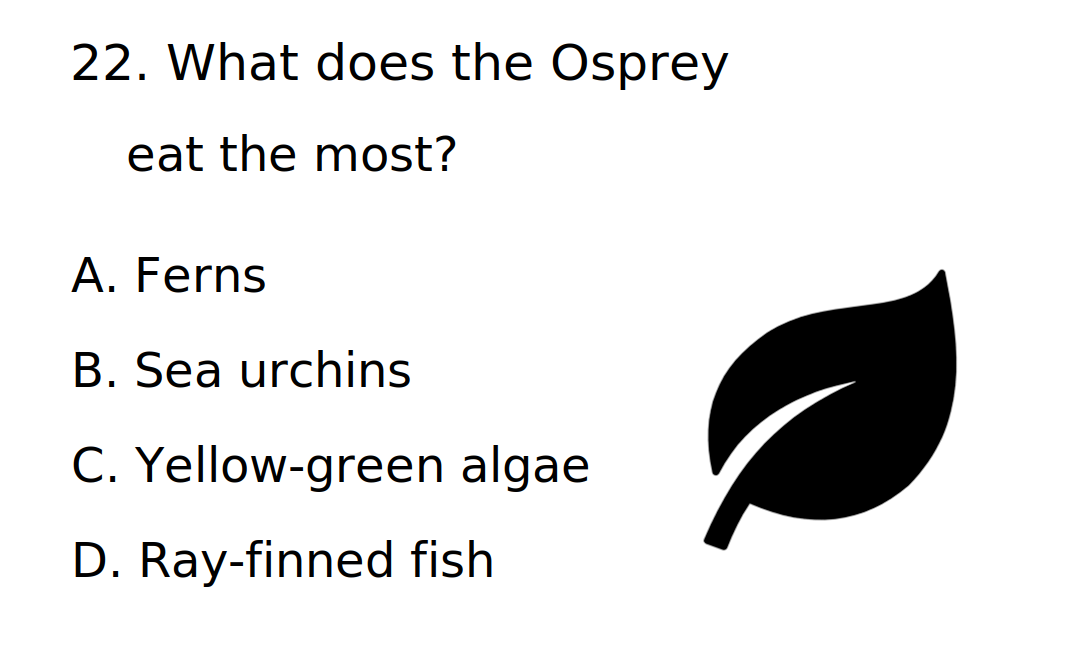 22. What does the Osprey
eat the most?
A. Ferns
B. Sea urchins
C. Yellow-green algae
D. Ray-finned fish